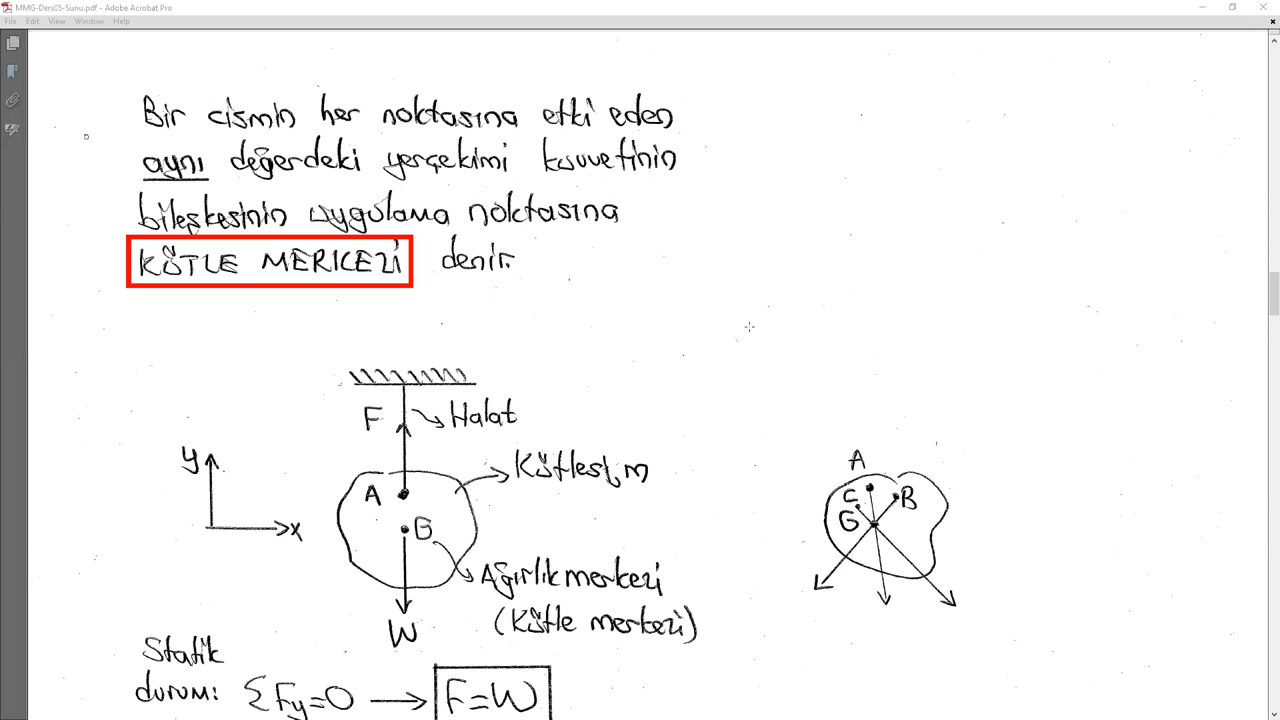 MMG-Ders05-Sunu.pdf - Adobe Acrobat Pro
File Edit View Window Help
Bir cismin her noktasına etki eden
aynı değerdeki yerçekimi kuvvetinin
bileşkesinin uygulama noktasına
KÜTLE MERKEZİ denir.
F
Halat
y
x
A
Kütlesi, m
G
Ağırlık merkezi
(Kütle merkezi)
W
A
C
B
G
Statik
durum: ΣFy=0 → F=W